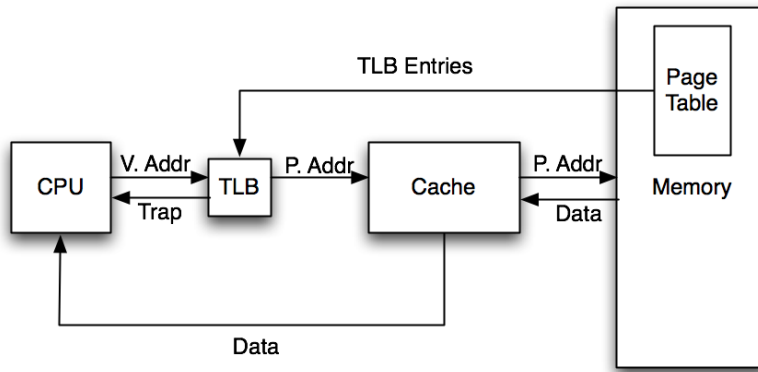 TLB Entries
Page
Table
V. Addr
P. Addr
P. Addr
CPU
TLB
Cache
Memory
Trap
Data
Data